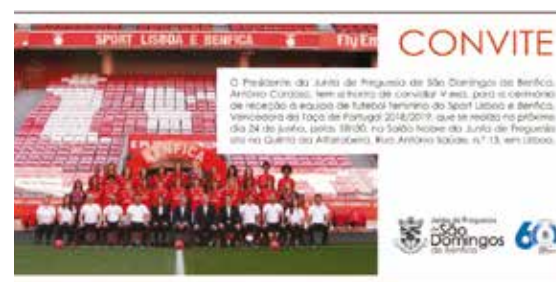 SPORT LISBOA E BENFICA
Fly Em
CONVITE
O Presidente da Junta de Freguesia de São Domingos de Benfica,
António Cardoso, tem a honra de convidar V.exa. para a cerimónia
de receção à equipa de futebol feminino do Sport Lisboa e Benfica,
Vencedora da Taça de Portugal 2018/2019, que se realiza no próximo
dia 24 de junho, pelas 18h30, no Salão Nobre da Junta de Freguesia
sito na Quinta da Alfarrobeira, Rua António Saúde, n.º 13, em Lisboa.
BENFICA
Junta de Freguesia
de São
Domingos
de Benfica
60